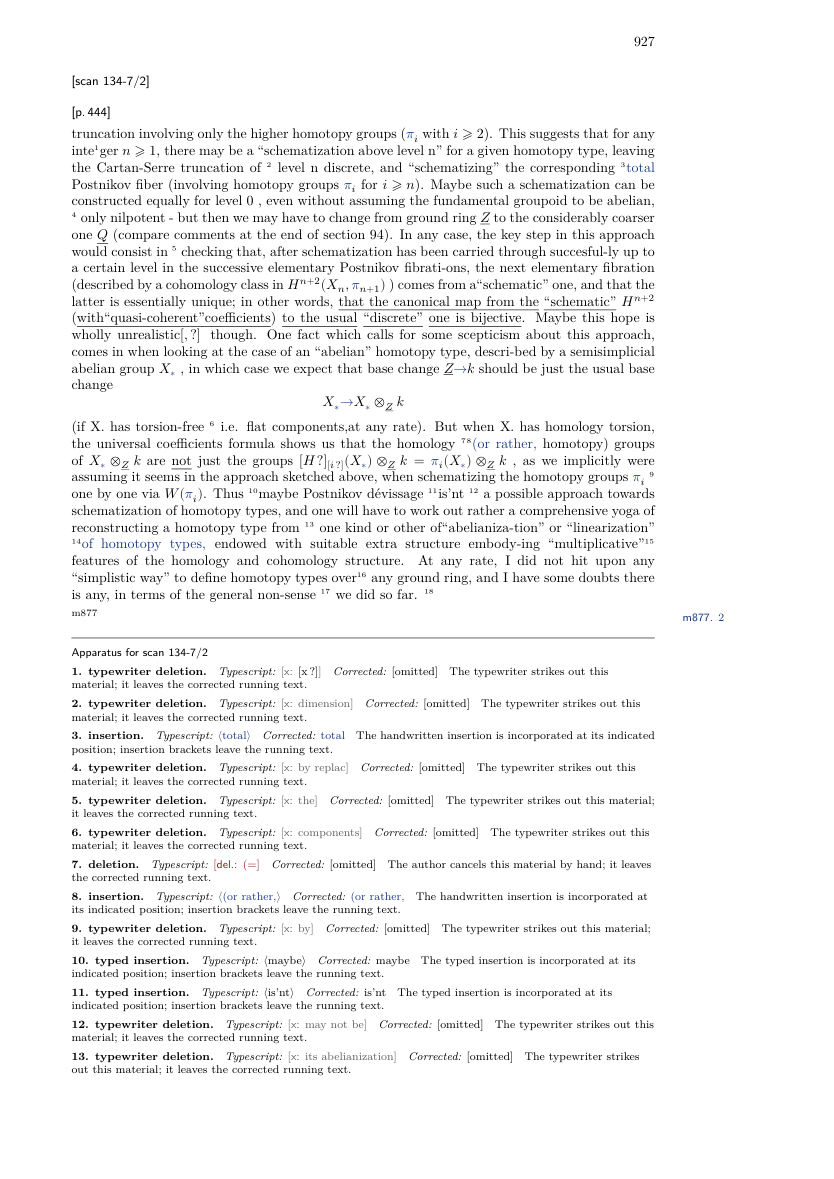 927
[scan 134-7/2]
[p. 444]
truncation involving only the higher homotopy groups (π_i with i ⩾ 2). This suggests that for any
inte¹ger n ⩾ 1, there may be a “schematization above level n” for a given homotopy type, leaving
the Cartan-Serre truncation of ² level n discrete, and “schematizing” the corresponding ³total
Postnikov fiber (involving homotopy groups π_i for i ⩾ n). Maybe such a schematization can be
constructed equally for level 0 , even without assuming the fundamental groupoid to be abelian,
⁴ only nilpotent - but then we may have to change from ground ring Z to the considerably coarser
one Q (compare comments at the end of section 94). In any case, the key step in this approach
would consist in ⁵ checking that, after schematization has been carried through succesful-ly up to
a certain level in the successive elementary Postnikov fibrati-ons, the next elementary fibration
(described by a cohomology class in H^{n+2}(X_n, π_{n+1}) ) comes from a“schematic” one, and that the
latter is essentially unique; in other words, that the canonical map from the “schematic” H^{n+2}
(with“quasi-coherent”coefficients) to the usual “discrete” one is bijective. Maybe this hope is
wholly unrealistic[, ?] though. One fact which calls for some scepticism about this approach,
comes in when looking at the case of an “abelian” homotopy type, descri-bed by a semisimplicial
abelian group X_* , in which case we expect that base change Z→k should be just the usual base
change
X_*→X_* ⊗_Z k
(if X. has torsion-free ⁶ i.e. flat components,at any rate). But when X. has homology torsion,
the universal coefficients formula shows us that the homology ⁷⁸(or rather, homotopy) groups
of X_* ⊗_Z k are not just the groups [H ?]_{[i ?]}(X_*) ⊗_Z k = π_i(X_*) ⊗_Z k , as we implicitly were
assuming it seems in the approach sketched above, when schematizing the homotopy groups π_i ⁹
one by one via W(π_i). Thus ¹⁰maybe Postnikov dévissage ¹¹is’nt ¹² a possible approach towards
schematization of homotopy types, and one will have to work out rather a comprehensive yoga of
reconstructing a homotopy type from ¹³ one kind or other of“abelianiza-tion” or “linearization”
¹⁴of homotopy types, endowed with suitable extra structure embody-ing “multiplicative”¹⁵
features of the homology and cohomology structure. At any rate, I did not hit upon any
“simplistic way” to define homotopy types over¹⁶ any ground ring, and I have some doubts there
is any, in terms of the general non-sense ¹⁷ we did so far. ¹⁸
m877
m877. 2
Apparatus for scan 134-7/2
1. typewriter deletion. Typescript: [x: [x ?]] Corrected: [omitted] The typewriter strikes out this
material; it leaves the corrected running text.
2. typewriter deletion. Typescript: [x: dimension] Corrected: [omitted] The typewriter strikes out this
material; it leaves the corrected running text.
3. insertion. Typescript: ⟨total⟩ Corrected: total The handwritten insertion is incorporated at its indicated
position; insertion brackets leave the running text.
4. typewriter deletion. Typescript: [x: by replac] Corrected: [omitted] The typewriter strikes out this
material; it leaves the corrected running text.
5. typewriter deletion. Typescript: [x: the] Corrected: [omitted] The typewriter strikes out this material;
it leaves the corrected running text.
6. typewriter deletion. Typescript: [x: components] Corrected: [omitted] The typewriter strikes out this
material; it leaves the corrected running text.
7. deletion. Typescript: [del.: (=] Corrected: [omitted] The author cancels this material by hand; it leaves
the corrected running text.
8. insertion. Typescript: ⟨(or rather,⟩ Corrected: (or rather, The handwritten insertion is incorporated at
its indicated position; insertion brackets leave the running text.
9. typewriter deletion. Typescript: [x: by] Corrected: [omitted] The typewriter strikes out this material;
it leaves the corrected running text.
10. typed insertion. Typescript: ⟨maybe⟩ Corrected: maybe The typed insertion is incorporated at its
indicated position; insertion brackets leave the running text.
11. typed insertion. Typescript: ⟨is’nt⟩ Corrected: is’nt The typed insertion is incorporated at its
indicated position; insertion brackets leave the running text.
12. typewriter deletion. Typescript: [x: may not be] Corrected: [omitted] The typewriter strikes out this
material; it leaves the corrected running text.
13. typewriter deletion. Typescript: [x: its abelianization] Corrected: [omitted] The typewriter strikes
out this material; it leaves the corrected running text.